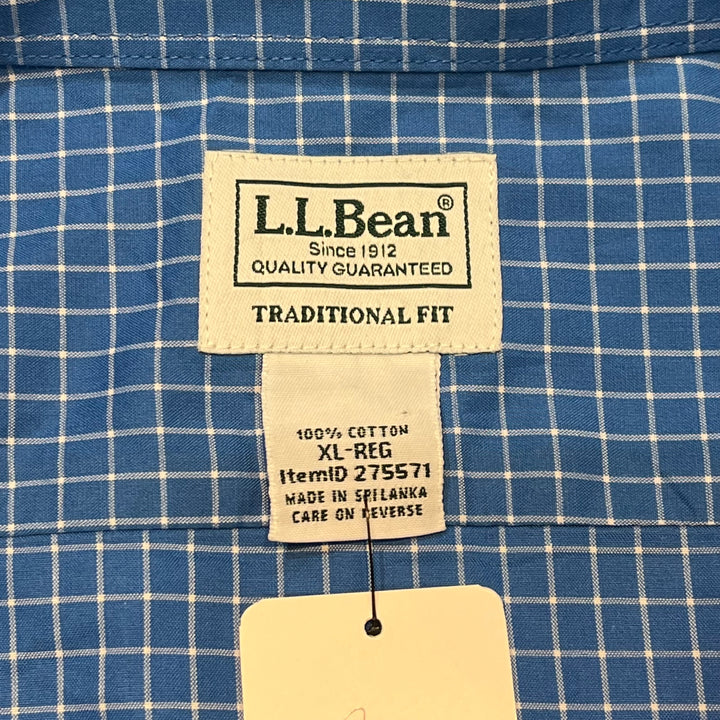 L.L.Bean®
Since 1912
QUALITY GUARANTEED
TRADITIONAL FIT
100% COTTON
XL-REG
ItemID 275571
MADE IN SRI LANKA
CARE ON REVERSE